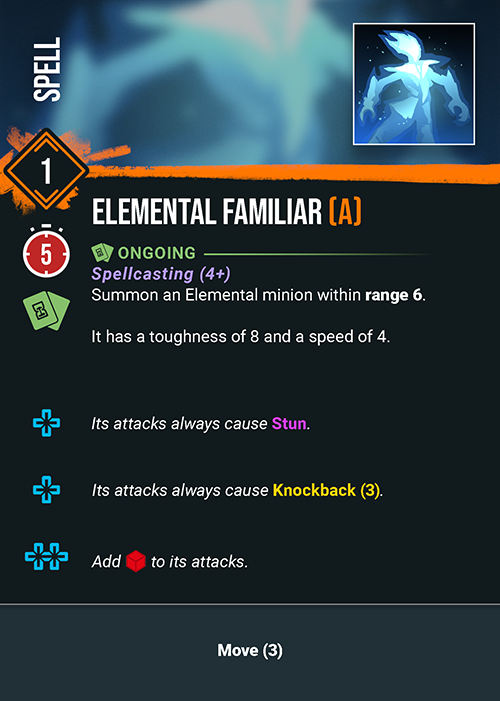 SPELL
1
ELEMENTAL FAMILIAR (A)
5
ONGOING
Spellcasting (4+)
Summon an Elemental minion within range 6.
It has a toughness of 8 and a speed of 4.
Its attacks always cause Stun.
Its attacks always cause Knockback (3).
Add to its attacks.
Move (3)